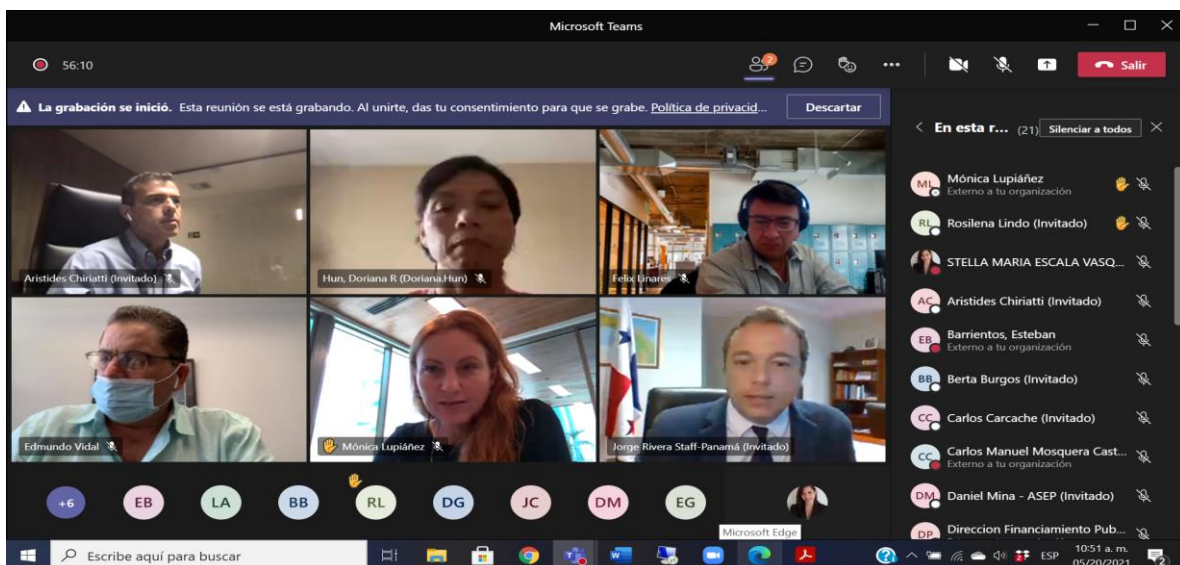 Microsoft Teams
56:10
2
Salir
La grabación se inició. Esta reunión se está grabando. Al unirte, das tu consentimiento para que se grabe. Política de privacid...
Descartar
En esta r... (21)
Silenciar a todos
Aristides Chiriatti (Invitado)
Hun, Doriana R (Doriana.Hun)
Felix Linares
Edmundo Vidal
Mónica Lupiáñez
Jorge Rivera Staff-Panamá (Invitado)
+6
EB
LA
BB
RL
DG
JC
DM
EG
Microsoft Edge
ML
Mónica Lupiáñez
Externo a tu organización
RL
Rosilena Lindo (Invitado)
STELLA MARIA ESCALA VASQ...
AC
Aristides Chiriatti (Invitado)
EB
Barrientos, Esteban
Externo a tu organización
BB
Berta Burgos (Invitado)
CC
Carlos Carcache (Invitado)
CC
Carlos Manuel Mosquera Cast...
Externo a tu organización
DM
Daniel Mina - ASEP (Invitado)
DP
Direccion Financiamiento Pub...
Escribe aquí para buscar
ESP
10:51 a. m.
05/20/2021
2